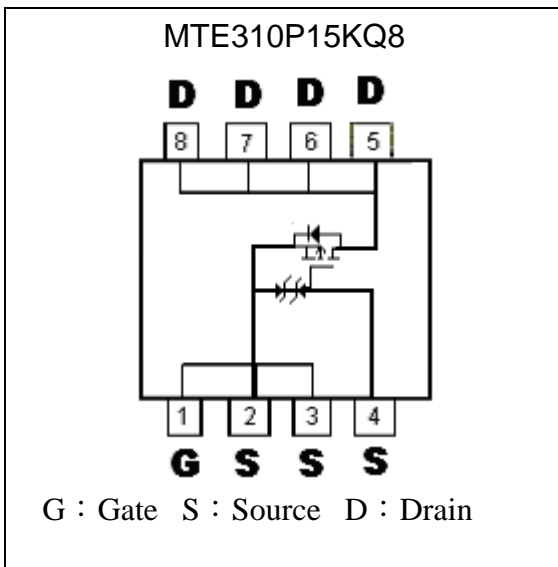 MTE310P15KQ8
D D D D
8 7 6 5
1 2 3 4
G S S S
G：Gate S：Source D：Drain